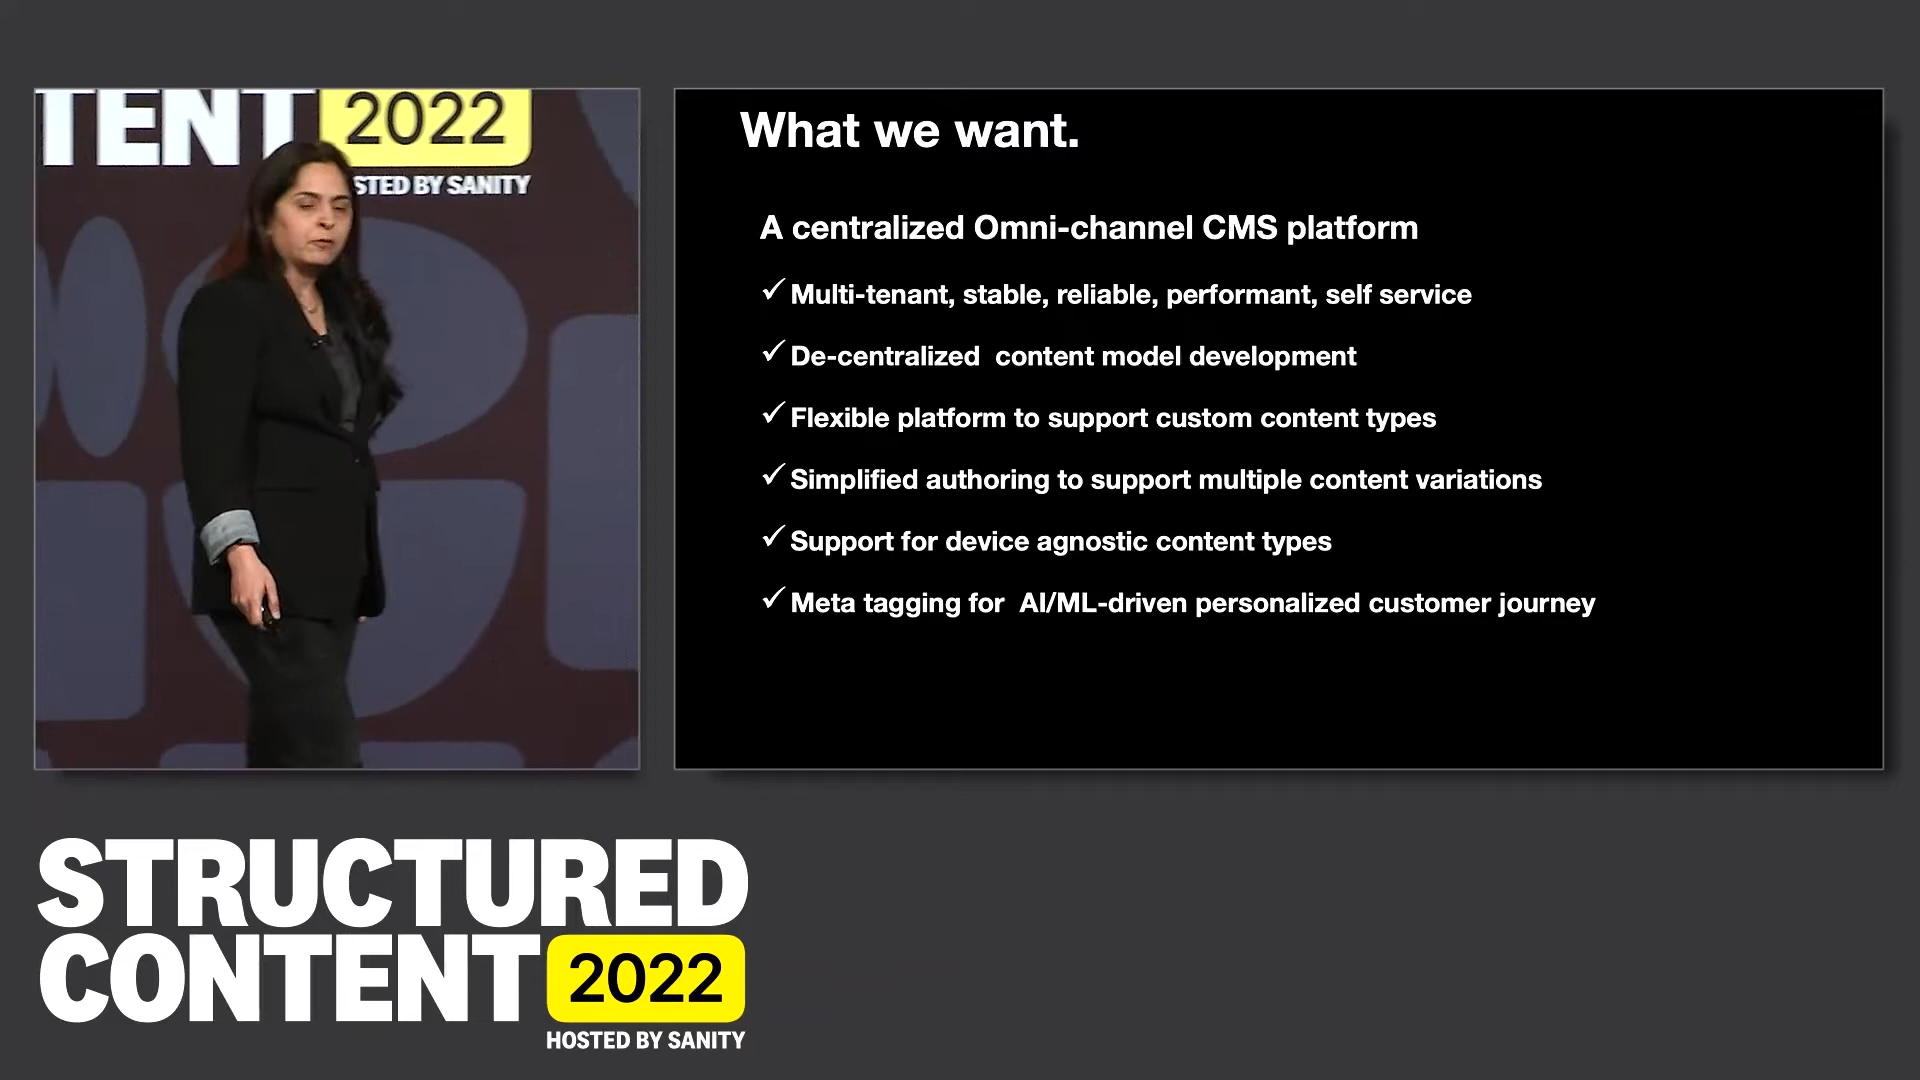 TENT 2022
STED BY SANITY
What we want.
A centralized Omni-channel CMS platform
✓ Multi-tenant, stable, reliable, performant, self service
✓ De-centralized  content model development
✓ Flexible platform to support custom content types
✓ Simplified authoring to support multiple content variations
✓ Support for device agnostic content types
✓ Meta tagging for  AI/ML-driven personalized customer journey
STRUCTURED
CONTENT 2022
HOSTED BY SANITY